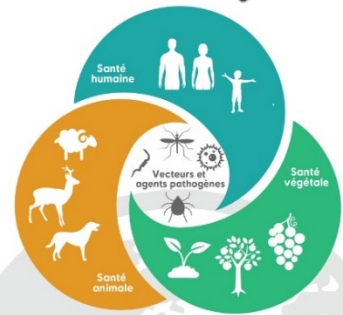 Santé
humaine
Vecteurs et
agents pathogènes
Santé
végétale
Santé
animale